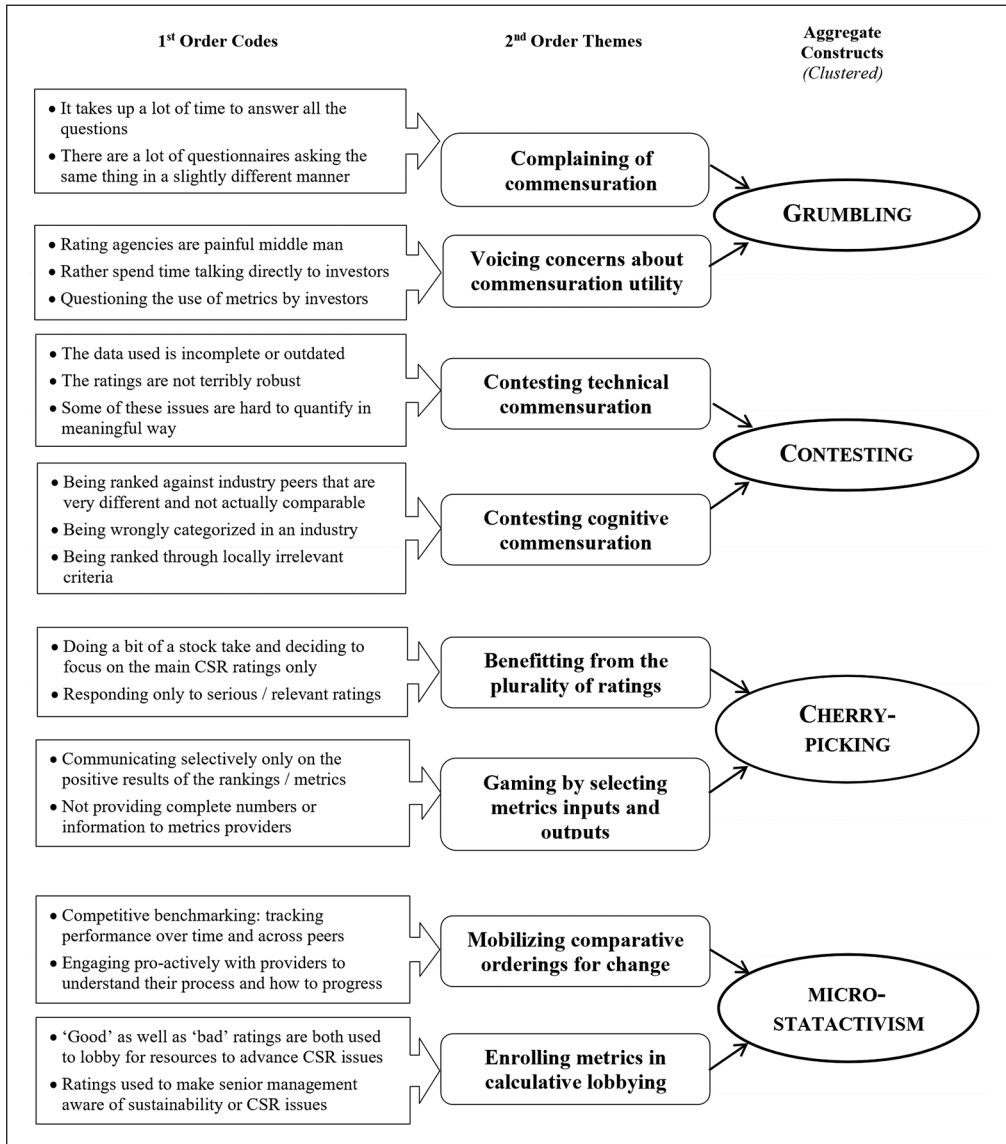 1st Order Codes
2nd Order Themes
Aggregate
Constructs
(Clustered)
• It takes up a lot of time to answer all the
questions
• There are a lot of questionnaires asking the
same thing in a slightly different manner
Complaining of
commensuration
• Rating agencies are painful middle man
• Rather spend time talking directly to investors
• Questioning the use of metrics by investors
Voicing concerns about
commensuration utility
GRUMBLING
• The data used is incomplete or outdated
• The ratings are not terribly robust
• Some of these issues are hard to quantify in
meaningful way
Contesting technical
commensuration
• Being ranked against industry peers that are
very different and not actually comparable
• Being wrongly categorized in an industry
• Being ranked through locally irrelevant
criteria
Contesting cognitive
commensuration
CONTESTING
• Doing a bit of a stock take and deciding to
focus on the main CSR ratings only
• Responding only to serious / relevant ratings
Benefitting from the
plurality of ratings
• Communicating selectively only on the
positive results of the rankings / metrics
• Not providing complete numbers or
information to metrics providers
Gaming by selecting
metrics inputs and
outputs
CHERRY-
PICKING
• Competitive benchmarking: tracking
performance over time and across peers
• Engaging pro-actively with providers to
understand their process and how to progress
Mobilizing comparative
orderings for change
• ‘Good’ as well as ‘bad’ ratings are both used
to lobby for resources to advance CSR issues
• Ratings used to make senior management
aware of sustainability or CSR issues
Enrolling metrics in
calculative lobbying
MICRO-
STATACTIVISM